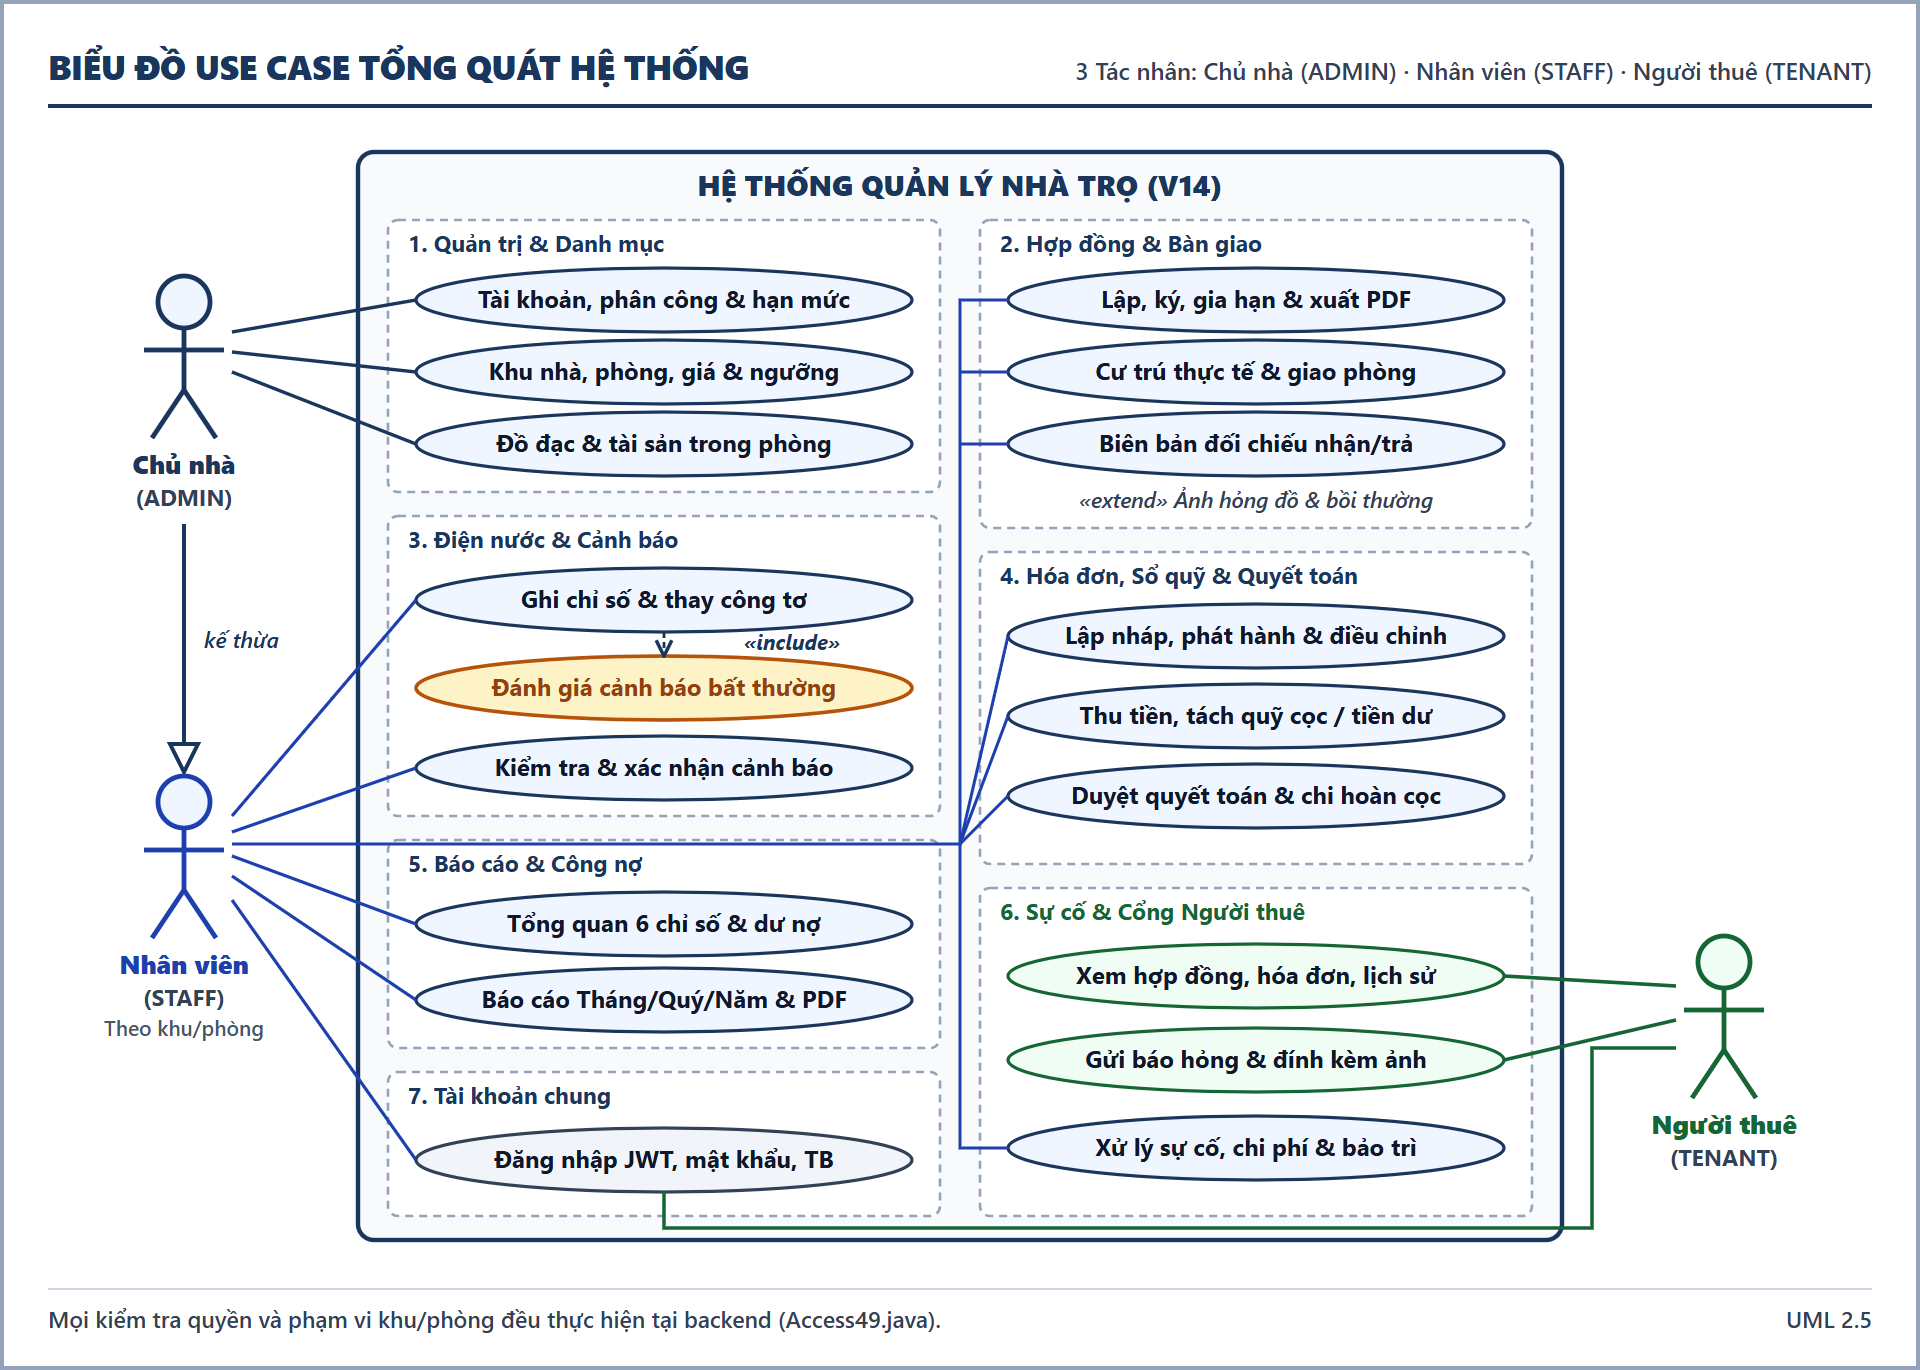 BIỂU ĐỒ USE CASE TỔNG QUÁT HỆ THỐNG
3 Tác nhân: Chủ nhà (ADMIN) · Nhân viên (STAFF) · Người thuê (TENANT)
HỆ THỐNG QUẢN LÝ NHÀ TRỌ (V14)
1. Quản trị & Danh mục
Tài khoản, phân công & hạn mức
Khu nhà, phòng, giá & ngưỡng
Đồ đạc & tài sản trong phòng
2. Hợp đồng & Bàn giao
Lập, ký, gia hạn & xuất PDF
Cư trú thực tế & giao phòng
Biên bản đối chiếu nhận/trả
«extend» Ảnh hỏng đồ & bồi thường
Chủ nhà
(ADMIN)
kế thừa
3. Điện nước & Cảnh báo
Ghi chỉ số & thay công tơ
«include»
Đánh giá cảnh báo bất thường
Kiểm tra & xác nhận cảnh báo
4. Hóa đơn, Sổ quỹ & Quyết toán
Lập nháp, phát hành & điều chỉnh
Thu tiền, tách quỹ cọc / tiền dư
Duyệt quyết toán & chi hoàn cọc
Nhân viên
(STAFF)
Theo khu/phòng
5. Báo cáo & Công nợ
Tổng quan 6 chỉ số & dư nợ
Báo cáo Tháng/Quý/Năm & PDF
6. Sự cố & Cổng Người thuê
Xem hợp đồng, hóa đơn, lịch sử
Gửi báo hỏng & đính kèm ảnh
Xử lý sự cố, chi phí & bảo trì
7. Tài khoản chung
Đăng nhập JWT, mật khẩu, TB
Người thuê
(TENANT)
Mọi kiểm tra quyền và phạm vi khu/phòng đều thực hiện tại backend (Access49.java).
UML 2.5